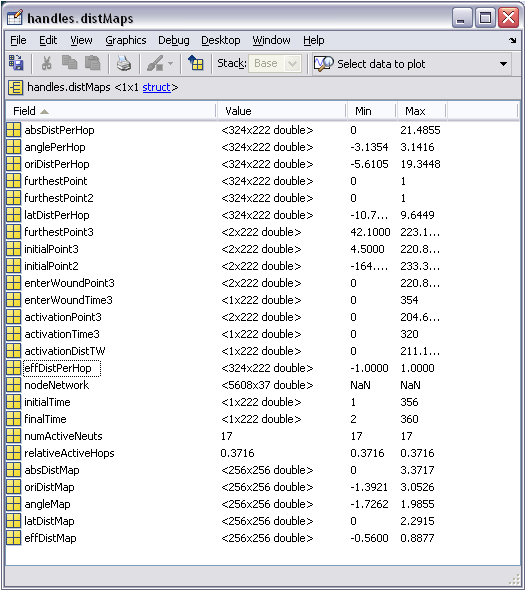 handles.distMaps
File Edit View Graphics Debug Desktop Window Help
Stack: Base Select data to plot
handles.distMaps <1x1 struct>
Field Value Min Max
absDistPerHop <324x222 double> 0 21.4855
anglePerHop <324x222 double> -3.1354 3.1416
oriDistPerHop <324x222 double> -5.6105 19.3448
furthestPoint <324x222 double> 0 1
furthestPoint2 <324x222 double> 0 1
latDistPerHop <324x222 double> -10.7... 9.6449
furthestPoint3 <2x222 double> 42.1000 223.1...
initialPoint3 <2x222 double> 4.5000 220.8...
initialPoint2 <2x222 double> -164.... 233.3...
enterWoundPoint3 <2x222 double> 0 220.8...
enterWoundTime3 <1x222 double> 0 354
activationPoint3 <2x222 double> 0 204.6...
activationTime3 <1x222 double> 0 320
activationDistTW <1x222 double> 0 211.1...
effDistPerHop <324x222 double> -1.0000 1.0000
nodeNetwork <5608x37 double> NaN NaN
initialTime <1x222 double> 1 356
finalTime <1x222 double> 2 360
numActiveNeuts 17 17 17
relativeActiveHops 0.3716 0.3716 0.3716
absDistMap <256x256 double> 0 3.3717
oriDistMap <256x256 double> -1.3921 3.0526
angleMap <256x256 double> -1.7262 1.9855
latDistMap <256x256 double> 0 2.2915
effDistMap <256x256 double> -0.5600 0.8877